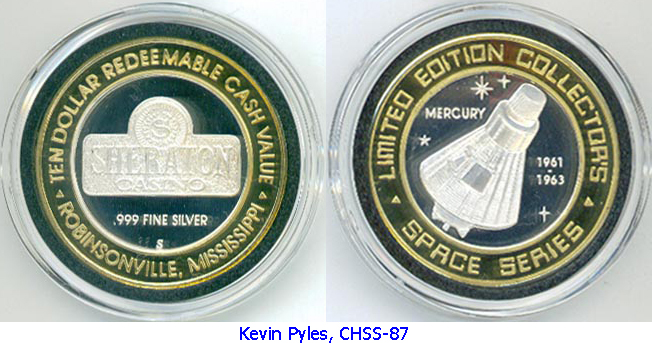 TEN DOLLAR REDEEMABLE CASH VALUE
S
SHERATON
CASINO
.999 FINE SILVER
S
ROBINSONVILLE, MISSISSIPPI
LIMITED EDITION COLLECTOR'S
MERCURY
1961
-
1963
SPACE SERIES
Kevin Pyles, CHSS-87